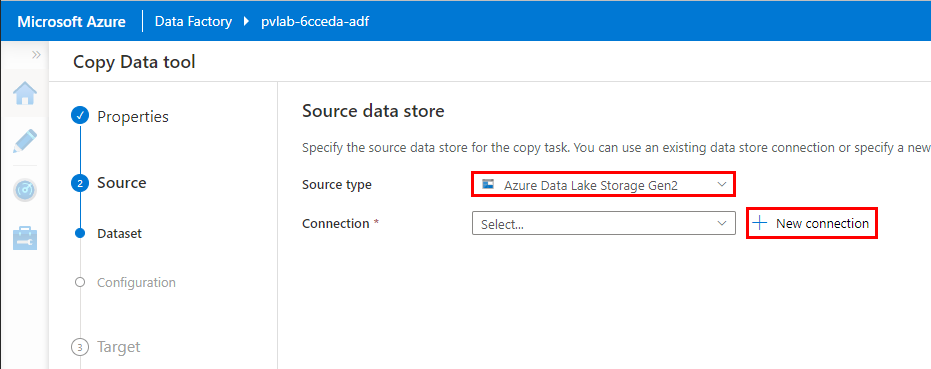 Microsoft Azure Data Factory pvlab-6cceda-adf
»
Copy Data tool
Properties
2 Source
Dataset
Configuration
3 Target
Source data store
Specify the source data store for the copy task. You can use an existing data store connection or specify a new
Source type Azure Data Lake Storage Gen2
Connection * Select... New connection